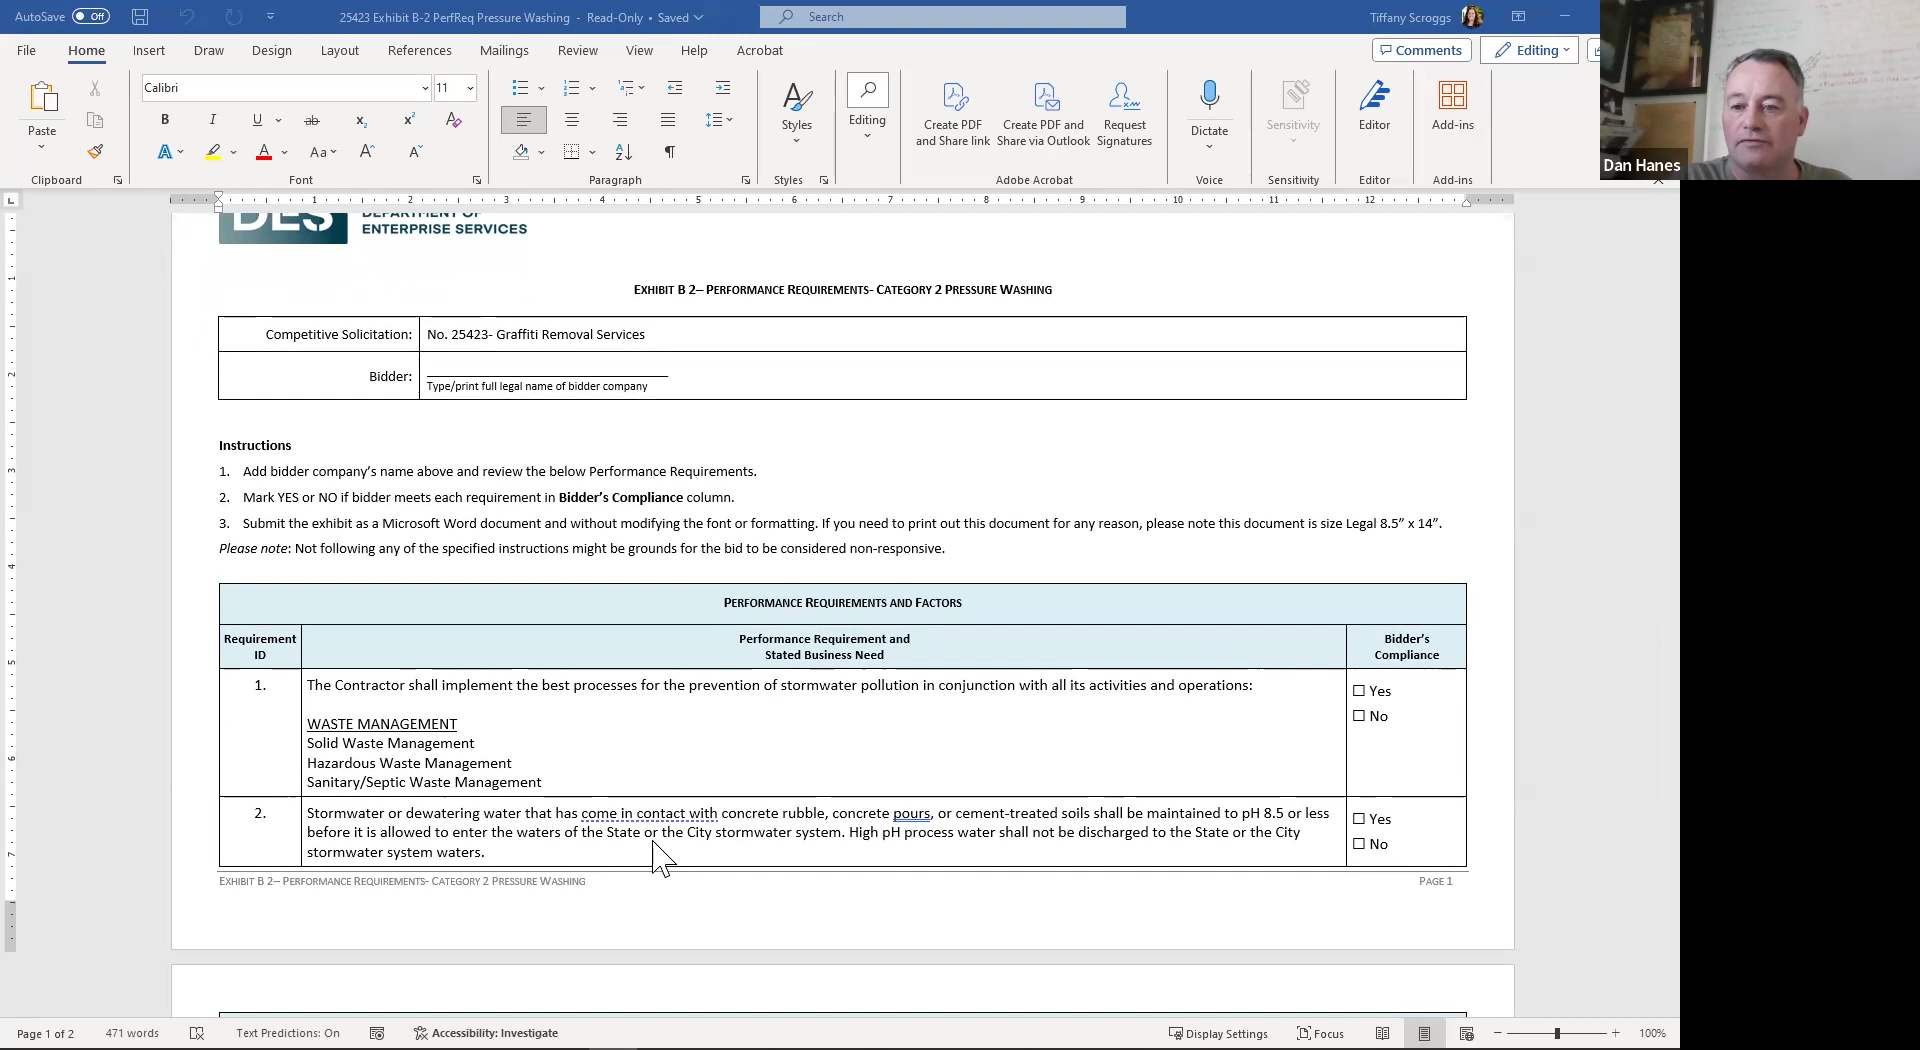 AutoSave Off 25423 Exhibit B-2 PerfReq Pressure Washing - Read-Only • Saved Search Tiffany Scroggs
File Home Insert Draw Design Layout References Mailings Review View Help Acrobat Comments Editing
Calibri 11
Paste
Styles
Editing
Create PDF and Share link
Create PDF and Share via Outlook
Request Signatures
Dictate
Sensitivity
Editor
Add-ins
Clipboard Font Paragraph Styles Adobe Acrobat Voice Sensitivity Editor Add-ins
Dan Hanes
1 2 3 4 5 6 7 8 9 10 11 12
DES DEPARTMENT OF
ENTERPRISE SERVICES
EXHIBIT B 2– PERFORMANCE REQUIREMENTS- CATEGORY 2 PRESSURE WASHING
Competitive Solicitation: No. 25423- Graffiti Removal Services
Bidder:
Type/print full legal name of bidder company
Instructions
1. Add bidder company’s name above and review the below Performance Requirements.
2. Mark YES or NO if bidder meets each requirement in Bidder’s Compliance column.
3. Submit the exhibit as a Microsoft Word document and without modifying the font or formatting. If you need to print out this document for any reason, please note this document is size Legal 8.5” x 14”.
Please note: Not following any of the specified instructions might be grounds for the bid to be considered non-responsive.
PERFORMANCE REQUIREMENTS AND FACTORS
Requirement ID
Performance Requirement and
Stated Business Need
Bidder’s Compliance
1. The Contractor shall implement the best processes for the prevention of stormwater pollution in conjunction with all its activities and operations:
WASTE MANAGEMENT
Solid Waste Management
Hazardous Waste Management
Sanitary/Septic Waste Management
☐ Yes
☐ No
2. Stormwater or dewatering water that has come in contact with concrete rubble, concrete pours, or cement-treated soils shall be maintained to pH 8.5 or less
before it is allowed to enter the waters of the State or the City stormwater system. High pH process water shall not be discharged to the State or the City
stormwater system waters.
☐ Yes
☐ No
EXHIBIT B 2– PERFORMANCE REQUIREMENTS- CATEGORY 2 PRESSURE WASHING PAGE 1
Page 1 of 2 471 words Text Predictions: On Accessibility: Investigate Display Settings Focus 100%